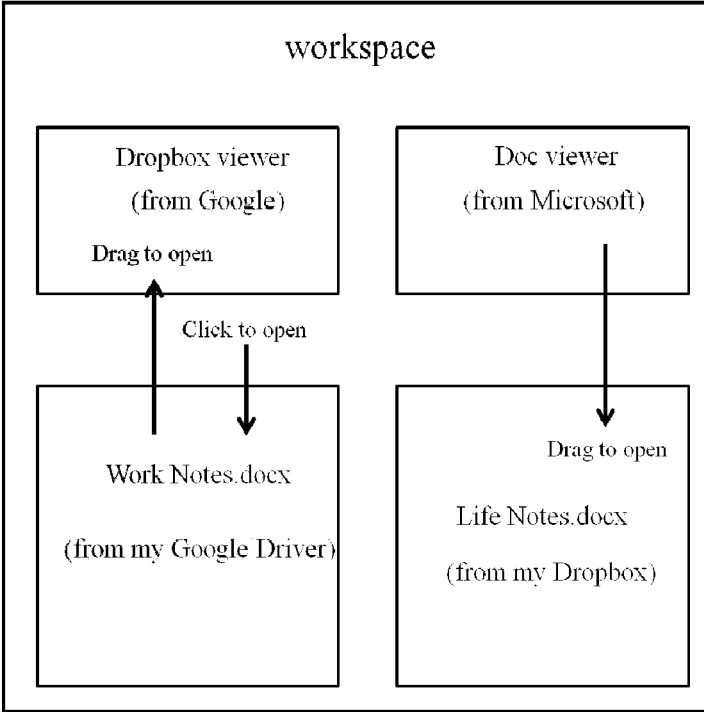 workspace
Dropbox viewer
(from Google)
Drag to open
Click to open
Work Notes.docx
(from my Google Driver)
Doc viewer
(from Microsoft)
Drag to open
Life Notes.docx
(from my Dropbox)